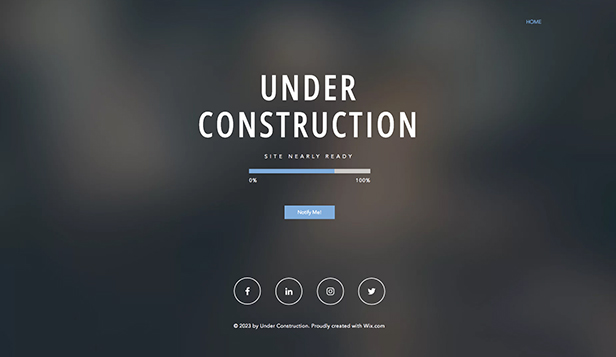 HOME
UNDER
CONSTRUCTION
SITE NEARLY READY
0% 100%
Notify Me!
© 2023 by Under Construction. Proudly created with Wix.com